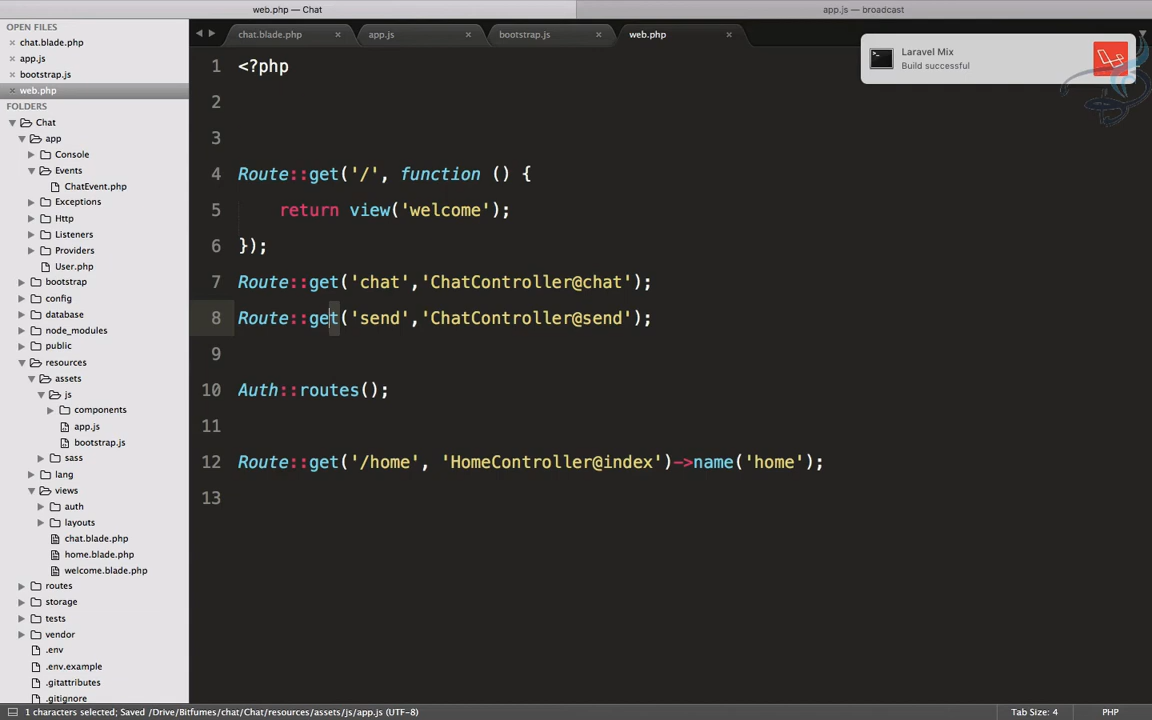 web.php — Chat
app.js — broadcast
OPEN FILES
× chat.blade.php
× app.js
× bootstrap.js
× web.php
FOLDERS
Chat
app
Console
Events
ChatEvent.php
Exceptions
Http
Listeners
Providers
User.php
bootstrap
config
database
node_modules
public
resources
assets
js
components
app.js
bootstrap.js
sass
lang
views
auth
layouts
chat.blade.php
home.blade.php
welcome.blade.php
routes
storage
tests
vendor
.env
.env.example
.gitattributes
.gitignore
chat.blade.php ×
app.js ×
bootstrap.js ×
web.php ×
Laravel Mix
Build successful
1 <?php
2
3
4 Route::get('/', function () {
5 return view('welcome');
6 });
7 Route::get('chat','ChatController@chat');
8 Route::get('send','ChatController@send');
9
10 Auth::routes();
11
12 Route::get('/home', 'HomeController@index')->name('home');
13
1 characters selected; Saved /Drive/Bitfumes/chat/Chat/resources/assets/js/app.js (UTF-8)
Tab Size: 4
PHP